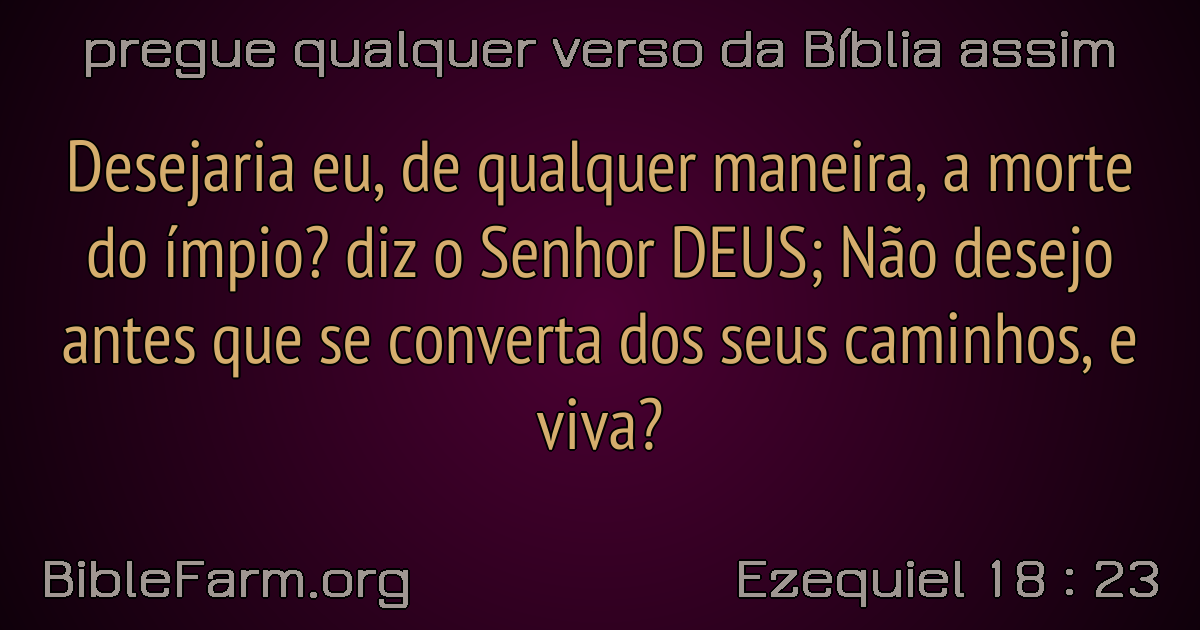 pregue qualquer verso da Bíblia assim
Desejaria eu, de qualquer maneira, a morte
do ímpio? diz o Senhor DEUS; Não desejo
antes que se converta dos seus caminhos, e
viva?
BibleFarm.org
Ezequiel 18 : 23